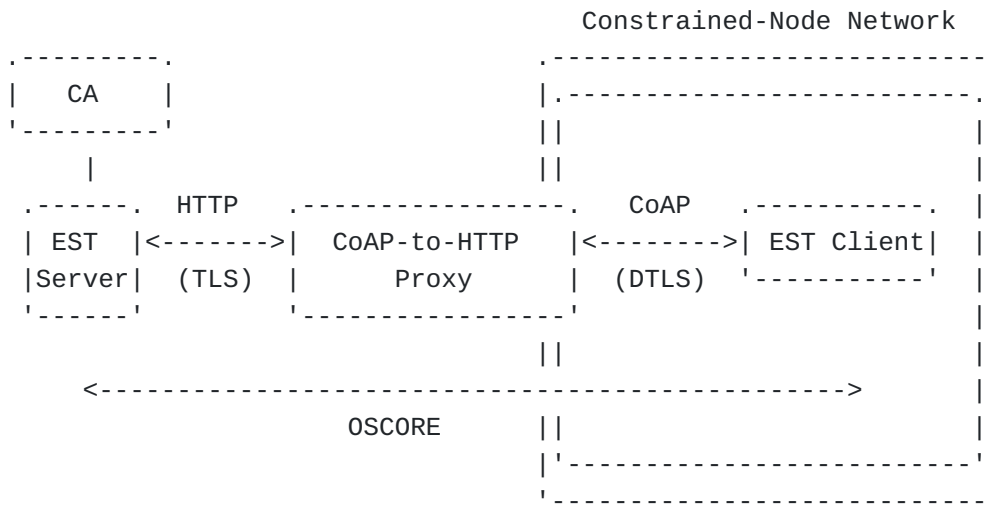 Constrained-Node Network
CA
HTTP CoAP
EST CoAP-to-HTTP EST Client
Server (TLS) Proxy (DTLS)
OSCORE